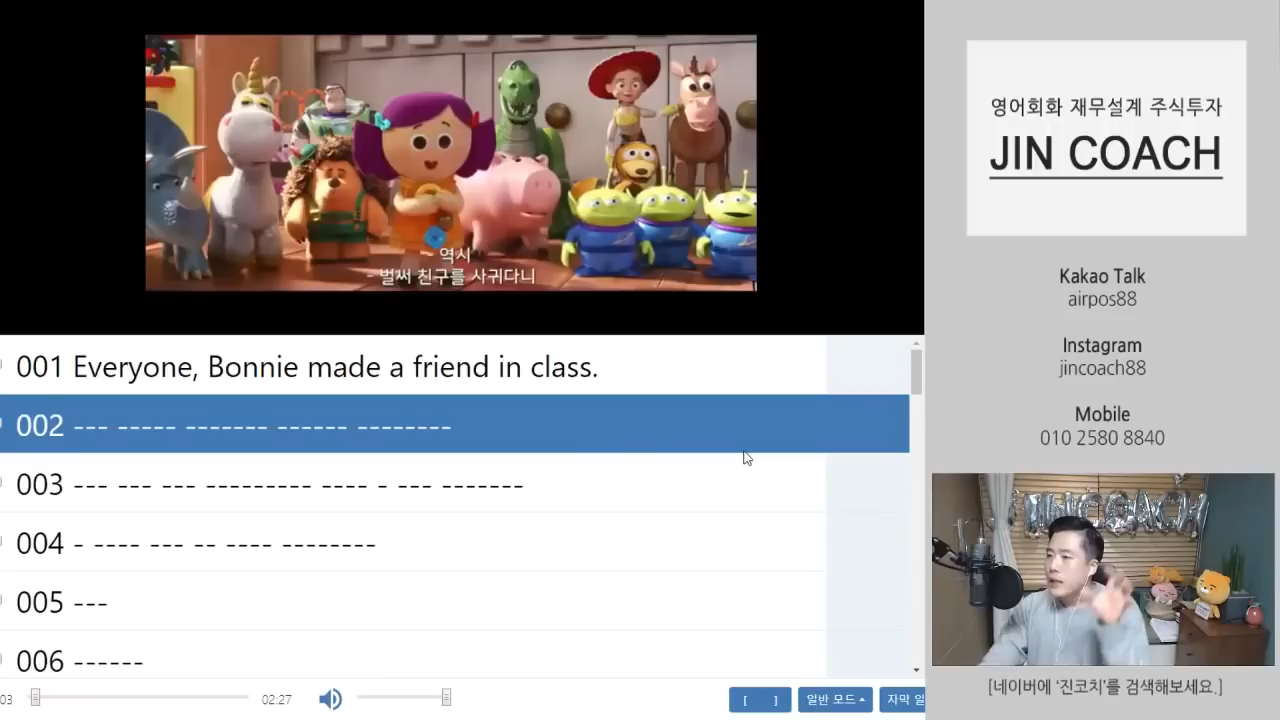 역시
벌써 친구를 사귀다니
001 Everyone, Bonnie made a friend in class.
002 --- ----- ------- ------ --------
003 --- --- --- --------- ---- - --- -------
004 - ---- --- -- ---- --------
005 ---
006 ------
03
02:27
[ ]
일반 모드
자막 일
영어회화 재무설계 주식투자
JIN COACH
Kakao Talk
airpos88
Instagram
jincoach88
Mobile
010 2580 8840
JINCOACH
[네이버에 '진코치'를 검색해보세요.]